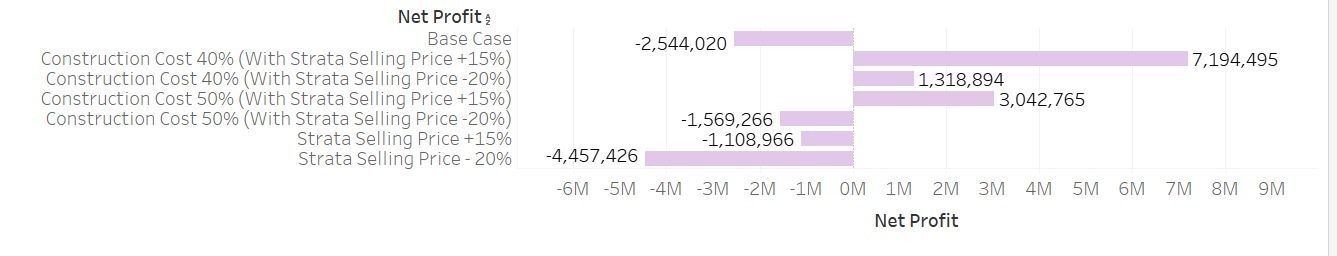 Net Profit
Base Case -2,544,020
Construction Cost 40% (With Strata Selling Price +15%) 7,194,495
Construction Cost 40% (With Strata Selling Price -20%) 1,318,894
Construction Cost 50% (With Strata Selling Price +15%) 3,042,765
Construction Cost 50% (With Strata Selling Price -20%) -1,569,266
Strata Selling Price +15% -1,108,966
Strata Selling Price - 20% -4,457,426
-6M -5M -4M -3M -2M -1M 0M 1M 2M 3M 4M 5M 6M 7M 8M 9M
Net Profit